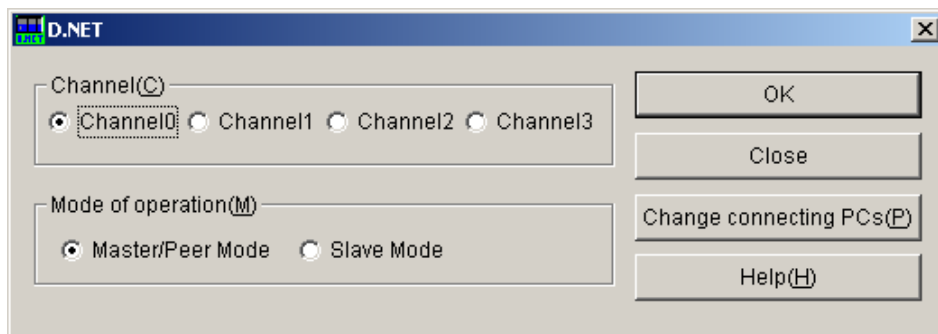 D.NET
Channel(C)
Channel0 Channel1 Channel2 Channel3
Mode of operation(M)
Master/Peer Mode Slave Mode
OK
Close
Change connecting PCs(P)
Help(H)